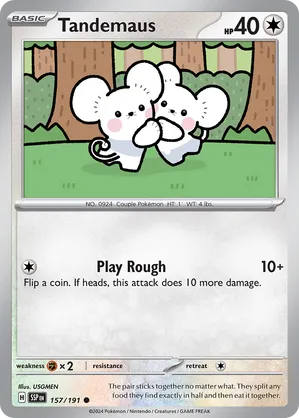 BASIC Tandemaus HP 40
NO. 0924 Couple Pokémon HT: 1' WT: 4 lbs.
Play Rough 10+
Flip a coin. If heads, this attack does 10 more damage.
weakness × 2 resistance retreat
Illus. USGMEN
H SSP EN 157/191
The pair sticks together no matter what. They split any
food they find exactly in half and then eat it together.
©2024 Pokémon / Nintendo / Creatures / GAME FREAK